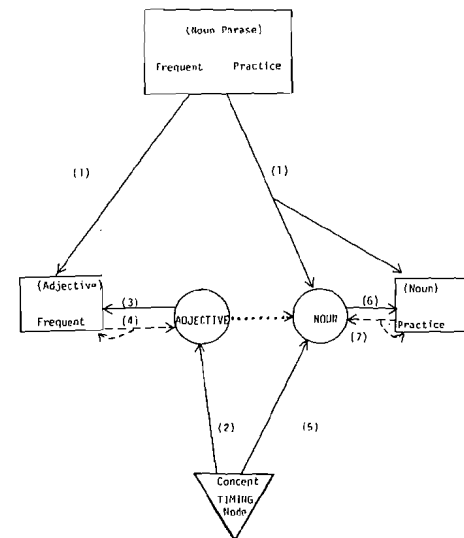 (Noun Phrase)
Frequent Practice
(1) (1)
(Adjective) (3) (6) (Noun)
Frequent (4) ADJECTIVE NOUN (7) Practice
(2) (5)
Concent
TIMING
Node